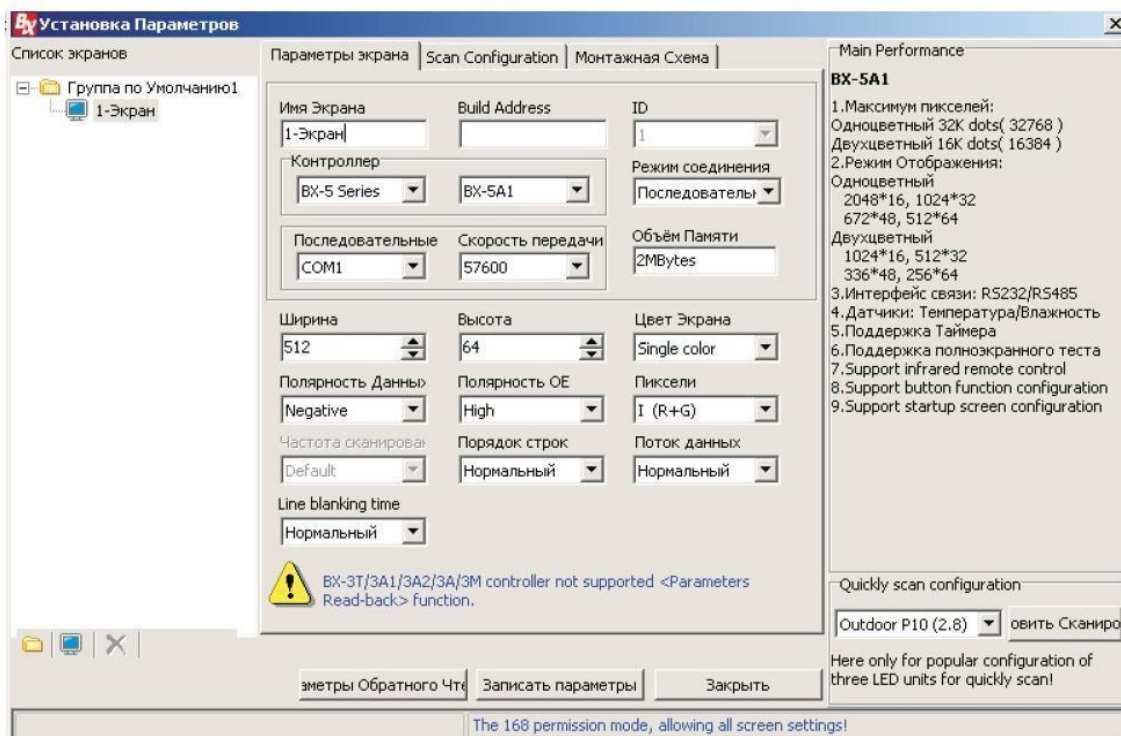 BX Установка Параметров
Список экранов
Группа по Умолчанию1
1-Экран
Параметры экрана
Scan Configuration
Монтажная Схема
Имя Экрана
Build Address
ID
1-Экран
1
Контроллер
Режим соединения
BX-5 Series
BX-5A1
Последовательн
Последовательные
Скорость передачи
Объём Памяти
COM1
57600
2MBytes
Ширина
Высота
Цвет Экрана
512
64
Single color
Полярность Данных
Полярность OE
Пиксели
Negative
High
I (R+G)
Частота сканирован
Порядок строк
Поток данных
Default
Нормальный
Нормальный
Line blanking time
Нормальный
BX-3T/3A1/3A2/3A/3M controller not supported <Parameters
Read-back> function.
аметры Обратного Чте
Записать параметры
Закрыть
Main Performance
BX-5A1
1.Максимум пикселей:
Одноцветный 32K dots( 32768 )
Двухцветный 16K dots( 16384 )
2.Режим Отображения:
Одноцветный
2048*16, 1024*32
672*48, 512*64
Двухцветный
1024*16, 512*32
336*48, 256*64
3.Интерфейс связи: RS232/RS485
4.Датчики: Температура/Влажность
5.Поддержка Таймера
6.Поддержка полноэкранного теста
7.Support infrared remote control
8.Support button function configuration
9.Support startup screen configuration
Quickly scan configuration
Outdoor P10 (2.8)
овить Сканиро
Here only for popular configuration of
three LED units for quickly scan!
The 168 permission mode, allowing all screen settings!